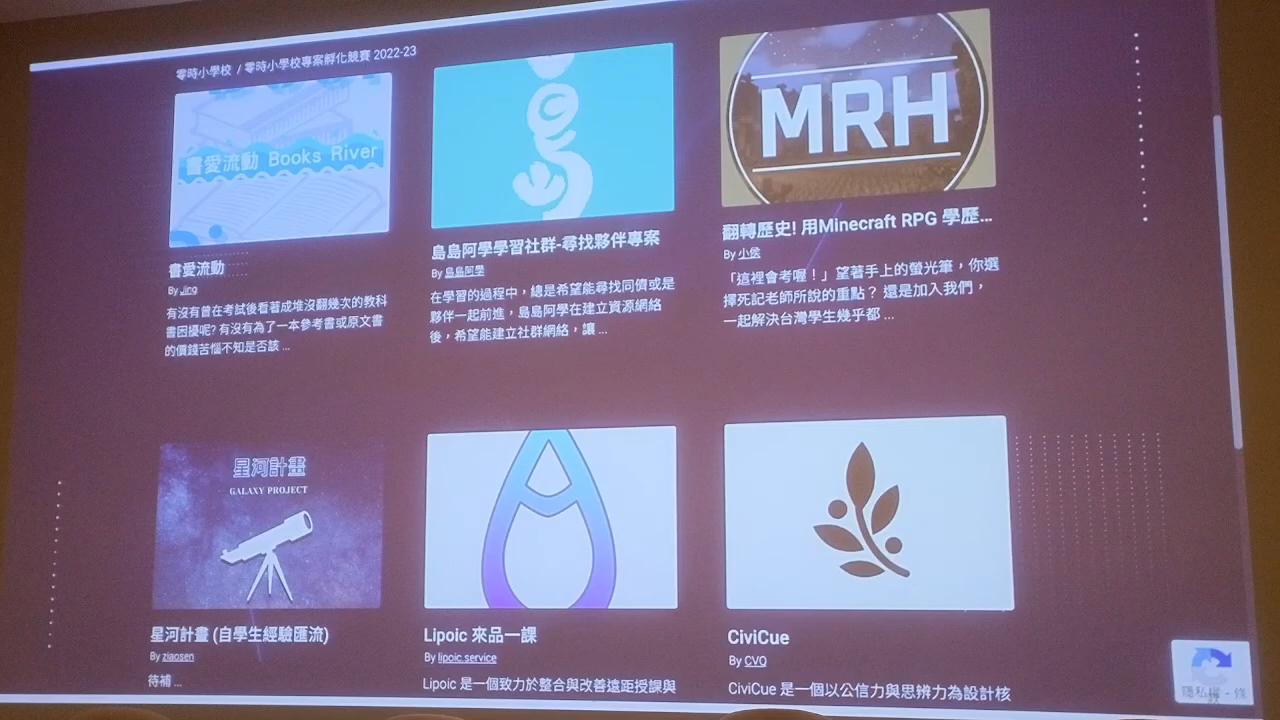 零時小學校 / 零時小學校專案孵化競賽 2022-23
書愛流動 Books River
書愛流動
By Jing
有沒有曾在考試後看著成堆沒翻幾次的教科
書困擾呢? 有沒有為了一本參考書或原文書
的價錢苦惱不知是否該 ...
島島阿學學習社群-尋找夥伴專案
By 島島阿學
在學習的過程中，總是希望能尋找同儕或是
夥伴一起前進，島島阿學在建立資源網絡
後，希望能建立社群網絡，讓 ...
MRH
翻轉歷史! 用Minecraft RPG 學歷...
By 小侯
「這裡會考喔！」望著手上的螢光筆，你選
擇死記老師所說的重點？ 還是加入我們，
一起解決台灣學生幾乎都 ...
星河計畫
GALAXY PROJECT
星河計畫 (自學生經驗匯流)
By ziaosen
待補 ...
Lipoic 來品一課
By lipoic.service
Lipoic 是一個致力於整合與改善遠距授課與
CiviCue
By CVQ
CiviCue 是一個以公信力與思辨力為設計核
隱私權 - 條
款